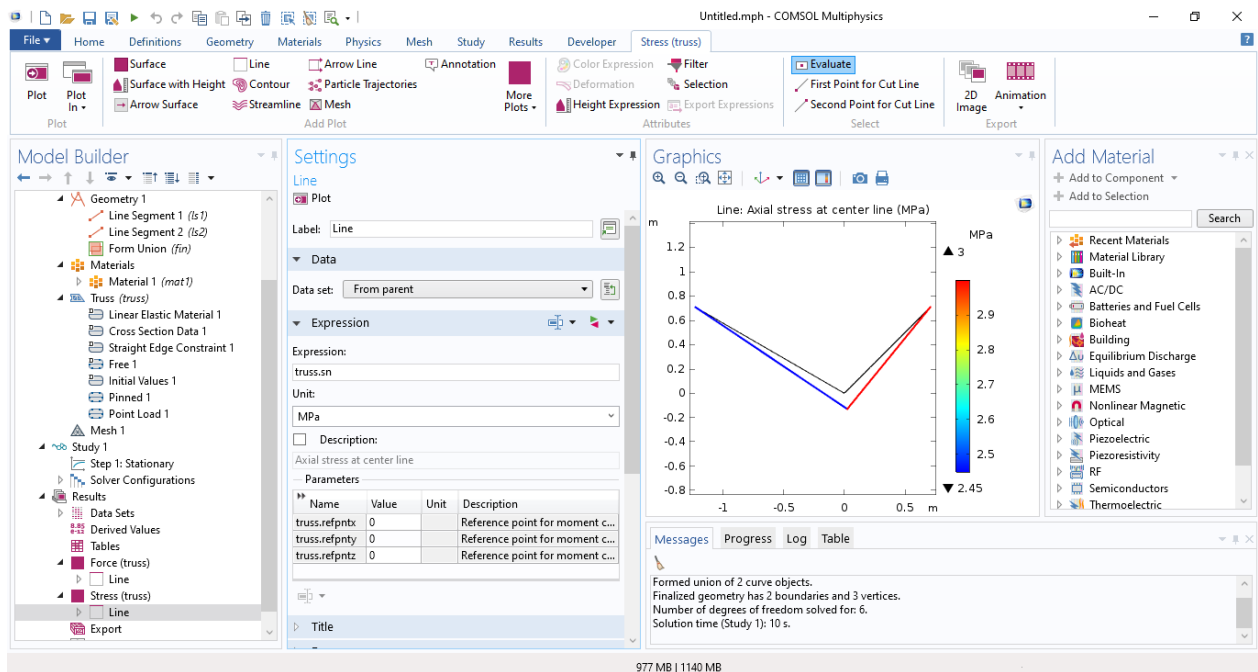 Untitled.mph - COMSOL Multiphysics
File Home Definitions Geometry Materials Physics Mesh Study Results Developer Stress (truss) ?
Plot
Plot In
Plot
Surface Line Arrow Line Annotation
Surface with Height Contour Particle Trajectories
Arrow Surface Streamline Mesh
More Plots
Add Plot
Color Expression Filter
Deformation Selection
Height Expression Export Expressions
Attributes
Evaluate
First Point for Cut Line
Second Point for Cut Line
Select
2D Image
Animation
Export
Model Builder
Geometry 1
Line Segment 1 (ls1)
Line Segment 2 (ls2)
Form Union (fin)
Materials
Material 1 (mat1)
Truss (truss)
Linear Elastic Material 1
Cross Section Data 1
Straight Edge Constraint 1
Free 1
Initial Values 1
Pinned 1
Point Load 1
Mesh 1
Study 1
Step 1: Stationary
Solver Configurations
Results
Data Sets
8.85
e-12
Derived Values
Tables
Force (truss)
Line
Stress (truss)
Line
Export
Settings
Line
Plot
Label: Line
Data
Data set: From parent
Expression
Expression:
truss.sn
Unit:
MPa
Description:
Axial stress at center line
Parameters
Name Value Unit Description
truss.refpntx 0 Reference point for moment c...
truss.refpnty 0 Reference point for moment c...
truss.refpntz 0 Reference point for moment c...
Title
Graphics
Line: Axial stress at center line (MPa)
m
1.2
1
0.8
0.6
0.4
0.2
0
-0.2
-0.4
-0.6
-0.8
-1 -0.5 0 0.5 m
MPa
3
2.9
2.8
2.7
2.6
2.5
2.45
Messages Progress Log Table
Formed union of 2 curve objects.
Finalized geometry has 2 boundaries and 3 vertices.
Number of degrees of freedom solved for: 6.
Solution time (Study 1): 10 s.
Add Material
Add to Component
Add to Selection
Search
Recent Materials
Material Library
Built-In
AC/DC
Batteries and Fuel Cells
Bioheat
Building
Equilibrium Discharge
Liquids and Gases
MEMS
Nonlinear Magnetic
Optical
Piezoelectric
Piezoresistivity
RF
Semiconductors
Thermoelectric
977 MB | 1140 MB